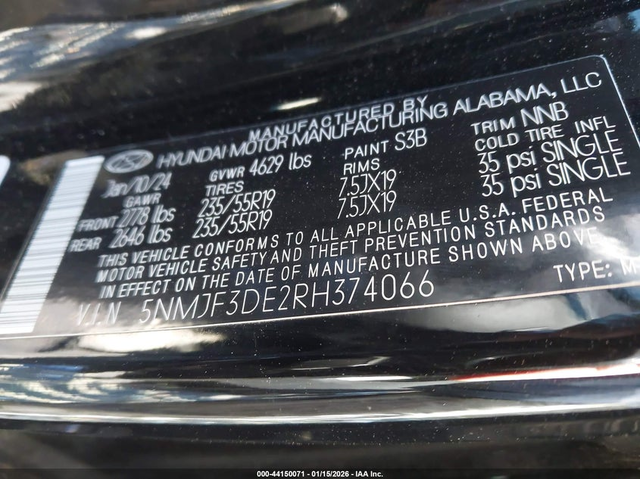 MANUFACTURED BY
HYUNDAI MOTOR MANUFACTURING ALABAMA, LLC
Jan/10/24 GVWR 4629 lbs PAINT S3B TRIM NNB
GAWR TIRES RIMS COLD TIRE INFL
FRONT 2778 lbs 235/55R19 7.5JX19 35 psi SINGLE
REAR 2646 lbs 235/55R19 7.5JX19 35 psi SINGLE
THIS VEHICLE CONFORMS TO ALL APPLICABLE U.S.A. FEDERAL
MOTOR VEHICLE SAFETY AND THEFT PREVENTION STANDARDS
IN EFFECT ON THE DATE OF MANUFACTURE SHOWN ABOVE.
V.I.N 5NMJF3DE2RH374066 TYPE:
000-44150071 - 01/15/2026 - IAA Inc.